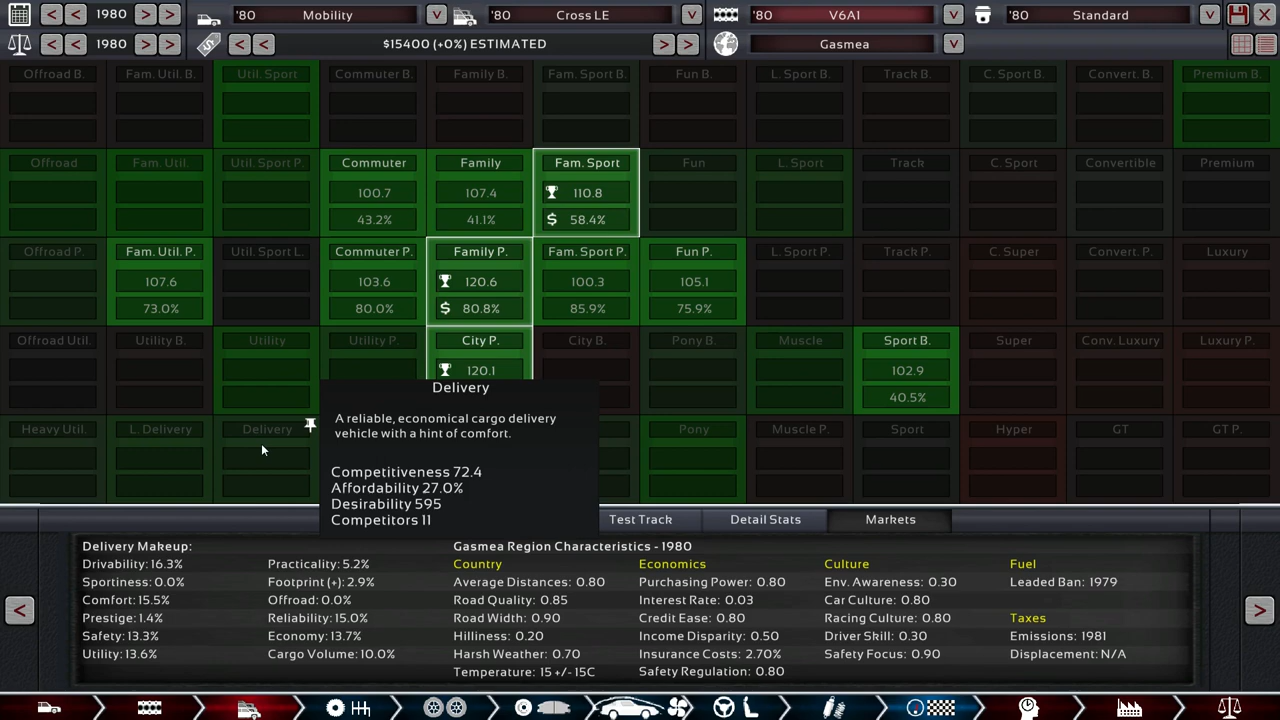 1980 '80 Mobility '80 Cross LE '80 V6A1 '80 Standard
1980 $15400 (+0%) ESTIMATED Gasmea
Offroad B. Fam. Util. B. Util. Sport Commuter B. Family B. Fam. Sport B. Fun B. L. Sport B. Track B. C. Sport B. Convert. B. Premium B.
Offroad Fam. Util. Util. Sport P. Commuter Family Fam. Sport Fun L. Sport Track C. Sport Convertible Premium
100.7 107.4 110.8
43.2% 41.1% $ 58.4%
Offroad P. Fam. Util. P. Util. Sport L. Commuter P. Family P. Fam. Sport P. Fun P. L. Sport P. Track P. C. Super Convert. P. Luxury
107.6 103.6 120.6 100.3 105.1
73.0% 80.0% $ 80.8% 85.9% 75.9%
Offroad Util. Utility B. Utility Utility P. City P. City B. Pony B. Muscle Sport B. Super Conv. Luxury Luxury P.
120.1 102.9
40.5%
Heavy Util. L. Delivery Delivery Pony Muscle P. Sport Hyper GT GT P.
Delivery
A reliable, economical cargo delivery
vehicle with a hint of comfort.
Competitiveness 72.4
Affordability 27.0%
Desirability 595
Competitors 11
Test Track Detail Stats Markets
Delivery Makeup: Gasmea Region Characteristics - 1980
Drivability: 16.3% Practicality: 5.2% Country Economics Culture Fuel
Sportiness: 0.0% Footprint (+): 2.9% Average Distances: 0.80 Purchasing Power: 0.80 Env. Awareness: 0.30 Leaded Ban: 1979
Comfort: 15.5% Offroad: 0.0% Road Quality: 0.85 Interest Rate: 0.03 Car Culture: 0.80
Prestige: 1.4% Reliability: 15.0% Road Width: 0.90 Credit Ease: 0.80 Racing Culture: 0.80 Taxes
Safety: 13.3% Economy: 13.7% Hilliness: 0.20 Income Disparity: 0.50 Driver Skill: 0.30 Emissions: 1981
Utility: 13.6% Cargo Volume: 10.0% Harsh Weather: 0.70 Insurance Costs: 2.70% Safety Focus: 0.90 Displacement: N/A
Temperature: 15 +/- 15C Safety Regulation: 0.80